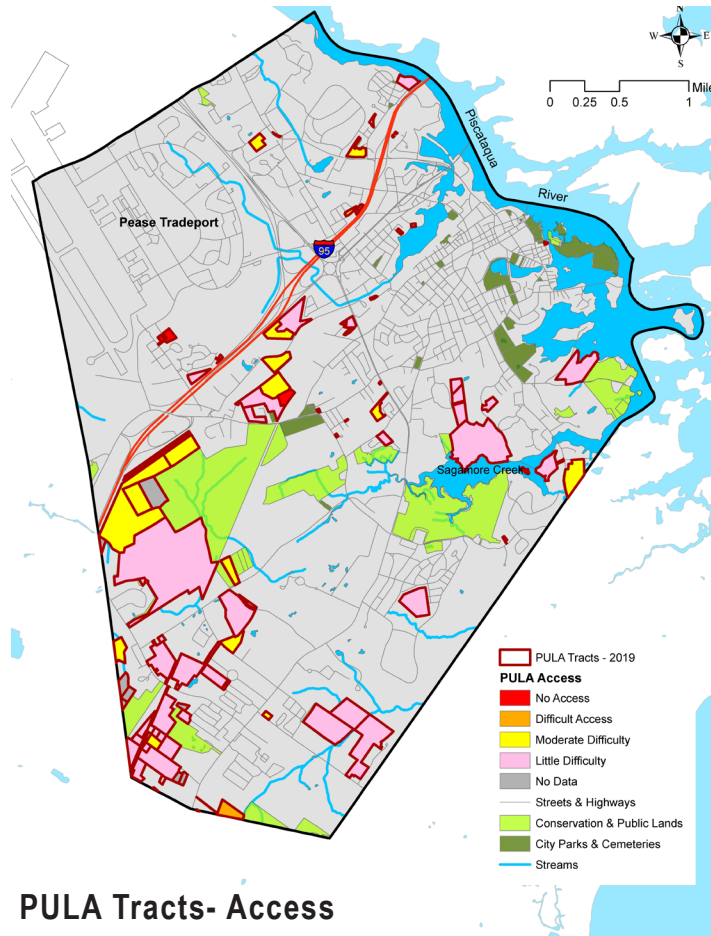 N
W E
S
0 0.25 0.5 1 Mile
Piscataqua
River
Pease Tradeport
95
Sagamore Creek
PULA Tracts - 2019
PULA Access
No Access
Difficult Access
Moderate Difficulty
Little Difficulty
No Data
Streets & Highways
Conservation & Public Lands
City Parks & Cemeteries
Streams
PULA Tracts- Access